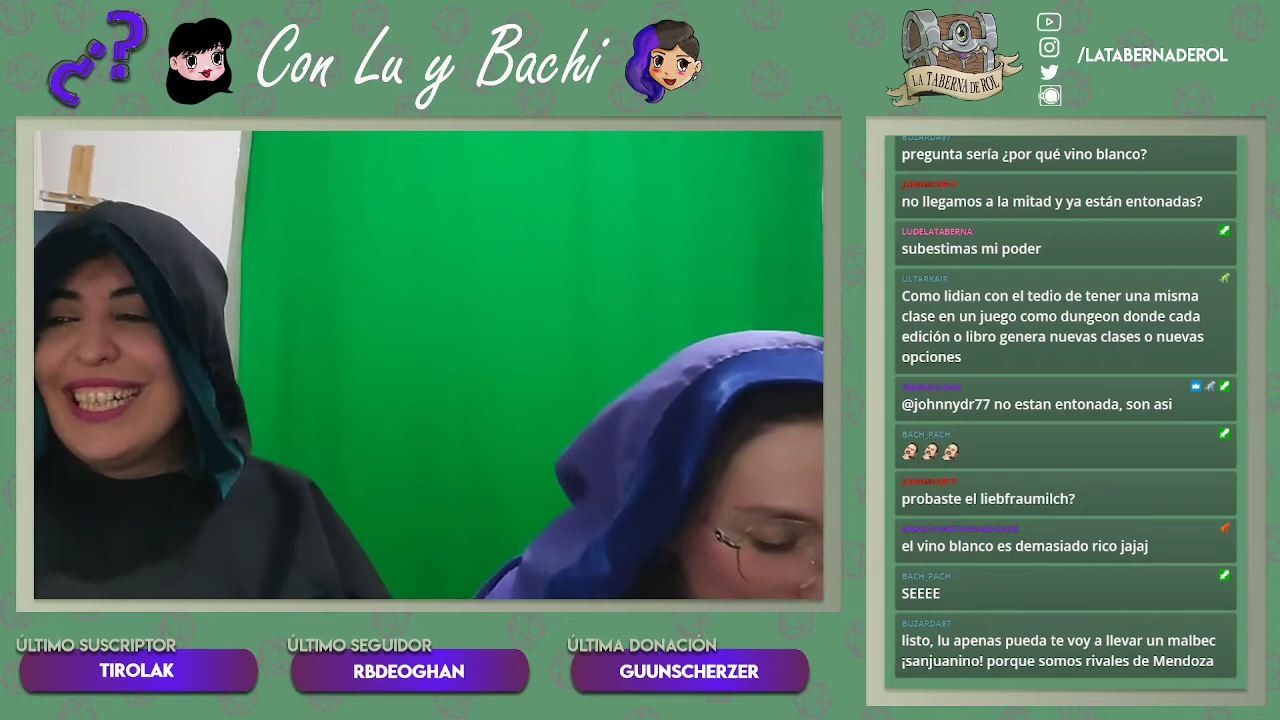 ¿?
Con Lu y Bachi
LA TABERNA DE ROL
/LATABERNADEROL
BUZARDA97
pregunta sería ¿por qué vino blanco?
no llegamos a la mitad y ya están entonadas?
LUDELATABERNA
subestimas mi poder
ULTARKAIR
Como lidian con el tedio de tener una misma
clase en un juego como dungeon donde cada
edición o libro genera nuevas clases o nuevas
opciones
@johnnydr77 no estan entonada, son asi
BACH_PACH
probaste el liebfraumilch?
el vino blanco es demasiado rico jajaj
BACH_PACH
SEEEE
BUZARDA97
listo, lu apenas pueda te voy a llevar un malbec
¡sanjuanino! porque somos rivales de Mendoza
ÚLTIMO SUSCRIPTOR
TIROLAK
ÚLTIMO SEGUIDOR
RBDEOGHAN
ÚLTIMA DONACIÓN
GUUNSCHERZER